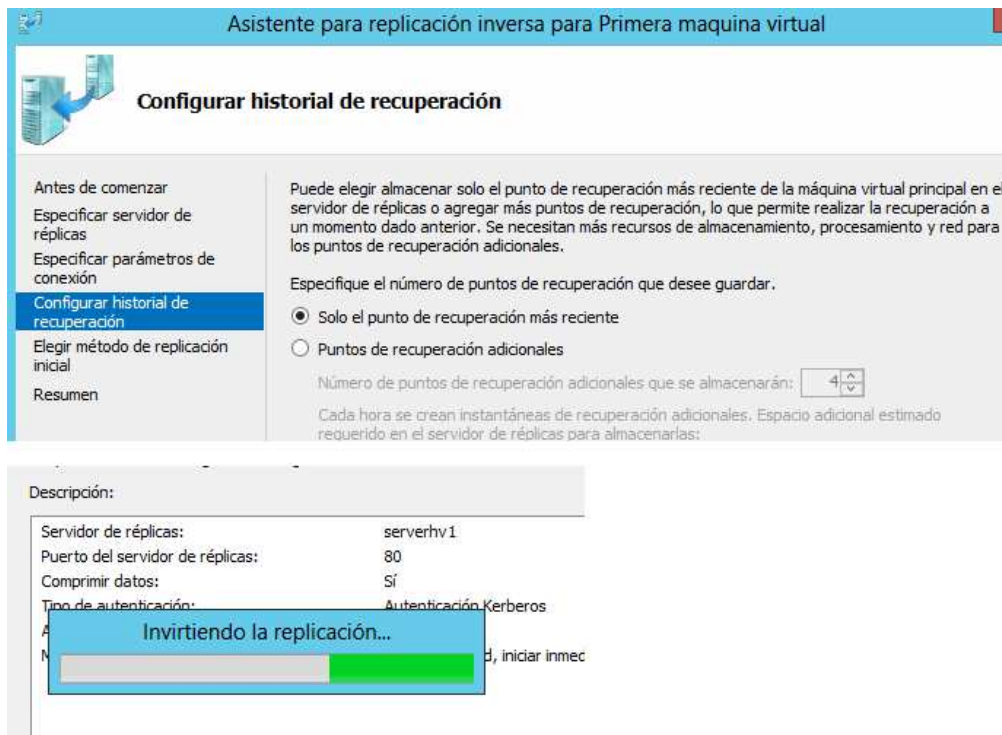 Asistente para replicación inversa para Primera maquina virtual
Configurar historial de recuperación
Antes de comenzar
Especificar servidor de
réplicas
Especificar parámetros de
conexión
Configurar historial de
recuperación
Elegir método de replicación
inicial
Resumen
Puede elegir almacenar solo el punto de recuperación más reciente de la máquina virtual principal en el
servidor de réplicas o agregar más puntos de recuperación, lo que permite realizar la recuperación a
un momento dado anterior. Se necesitan más recursos de almacenamiento, procesamiento y red para
los puntos de recuperación adicionales.
Especifique el número de puntos de recuperación que desee guardar.
Solo el punto de recuperación más reciente
Puntos de recuperación adicionales
Número de puntos de recuperación adicionales que se almacenarán: 4
Cada hora se crean instantáneas de recuperación adicionales. Espacio adicional estimado
requerido en el servidor de réplicas para almacenarlas:
Descripción:
Servidor de réplicas: serverhv1
Puerto del servidor de réplicas: 80
Comprimir datos: Sí
Tipo de autenticación: Autenticación Kerberos
Invirtiendo la replicación...
d, iniciar inmec